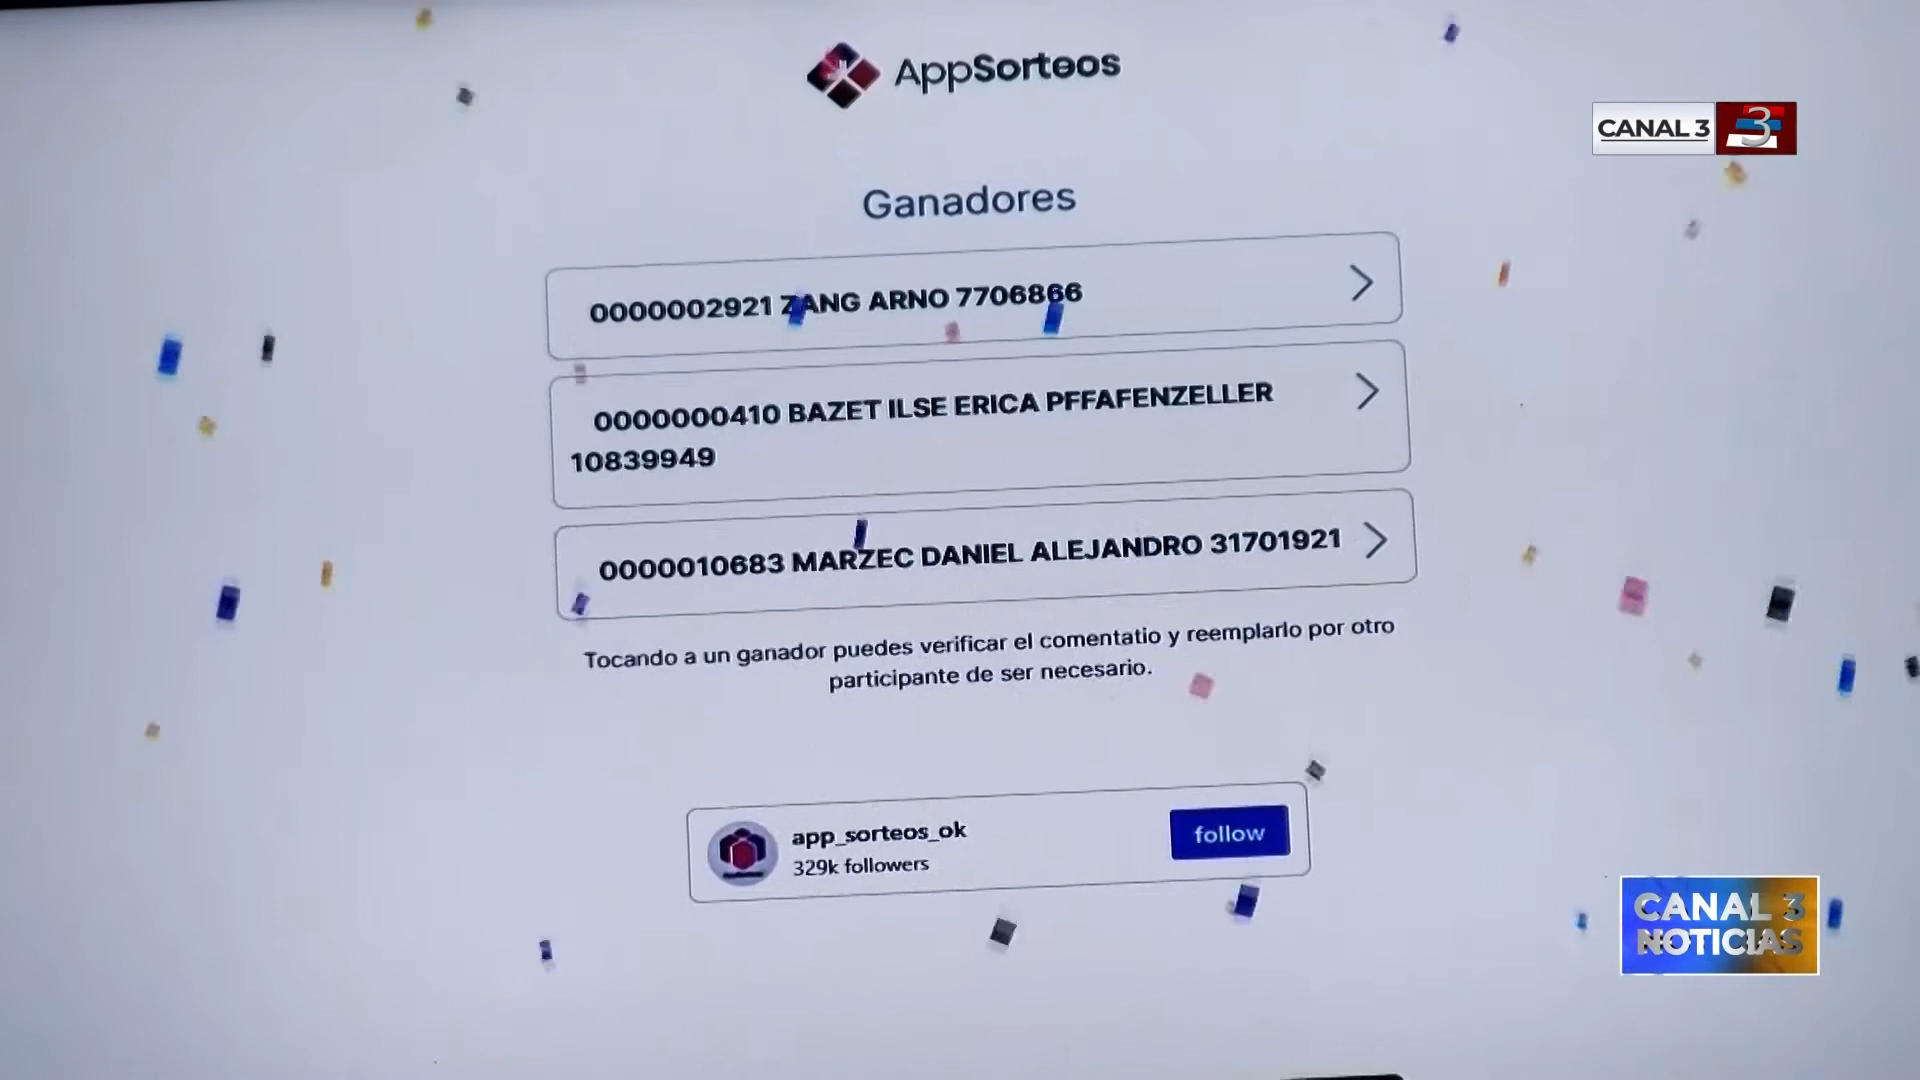 AppSorteos
CANAL 3
3
Ganadores
0000002921 ZANG ARNO 7706866
0000000410 BAZET ILSE ERICA PFFAFENZELLER
10839949
0000010683 MARZEC DANIEL ALEJANDRO 31701921
Tocando a un ganador puedes verificar el comentatio y reemplarlo por otro
participante de ser necesario.
app_sorteos_ok
329k followers
follow
CANAL 3
NOTICIAS